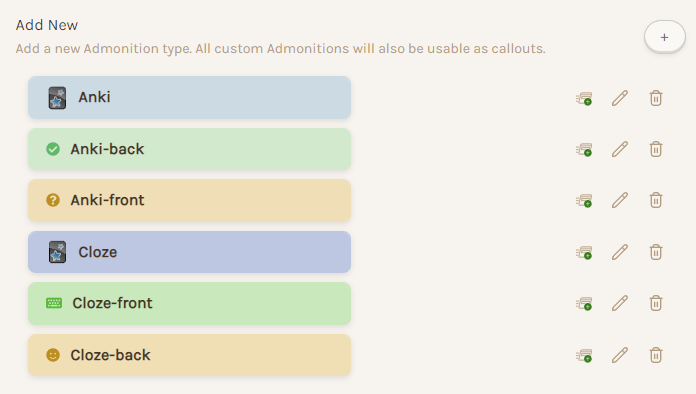 Add New
Add a new Admonition type. All custom Admonitions will also be usable as callouts.
+
Anki
Anki-back
Anki-front
Cloze
Cloze-front
Cloze-back